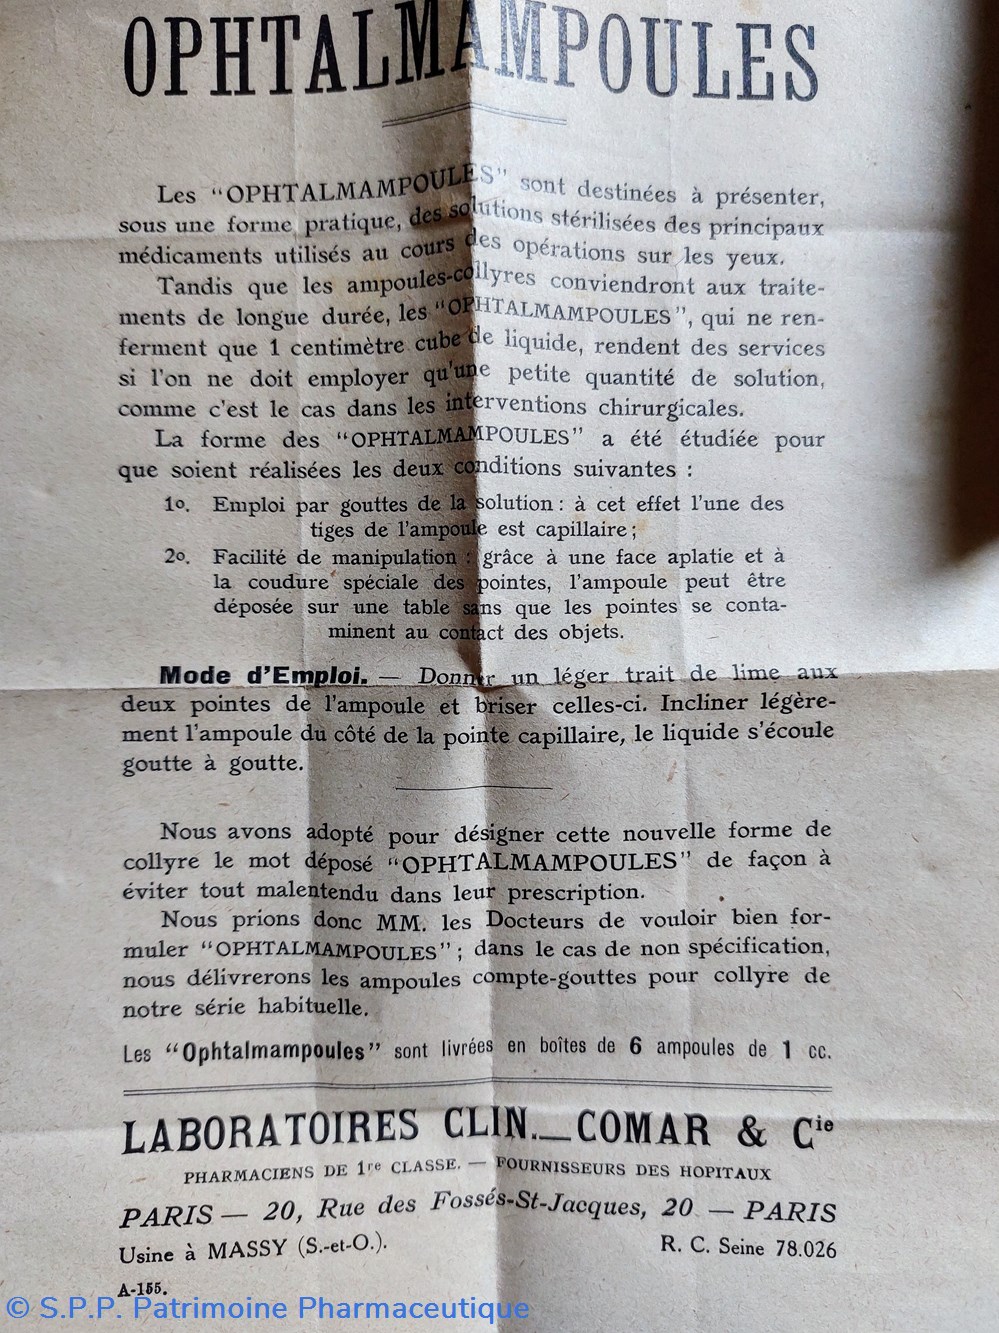 OPHTALMAMPOULES
Les "OPHTALMAMPOULES" sont destinées à présenter,
sous une forme pratique, des solutions stérilisées des principaux
médicaments utilisés au cours des opérations sur les yeux.
Tandis que les ampoules-collyres conviendront aux traite-
ments de longue durée, les "OPHTALMAMPOULES", qui ne ren-
ferment que 1 centimètre cube de liquide, rendent des services
si l'on ne doit employer qu'une petite quantité de solution,
comme c'est le cas dans les interventions chirurgicales.
La forme des "OPHTALMAMPOULES" a été étudiée pour
que soient réalisées les deux conditions suivantes :
1o. Emploi par gouttes de la solution : à cet effet l'une des
tiges de l'ampoule est capillaire ;
2o. Facilité de manipulation : grâce à une face aplatie et à
la coudure spéciale des pointes, l'ampoule peut être
déposée sur une table sans que les pointes se conta-
minent au contact des objets.
Mode d'Emploi. — Donner un léger trait de lime aux
deux pointes de l'ampoule et briser celles-ci. Incliner légère-
ment l'ampoule du côté de la pointe capillaire, le liquide s'écoule
goutte à goutte.
Nous avons adopté pour désigner cette nouvelle forme de
collyre le mot déposé "OPHTALMAMPOULES" de façon à
éviter tout malentendu dans leur prescription.
Nous prions donc MM. les Docteurs de vouloir bien for-
muler "OPHTALMAMPOULES" ; dans le cas de non spécification,
nous délivrerons les ampoules compte-gouttes pour collyre de
notre série habituelle.
Les "Ophtalmampoules" sont livrées en boîtes de 6 ampoules de 1 cc.
LABORATOIRES CLIN. — COMAR & Cie
PHARMACIENS DE 1re CLASSE. — FOURNISSEURS DES HOPITAUX
PARIS — 20, Rue des Fossés-St-Jacques, 20 — PARIS
Usine à MASSY (S.-et-O.). R. C. Seine 78.026
A-155.
© S.P.P. Patrimoine Pharmaceutique